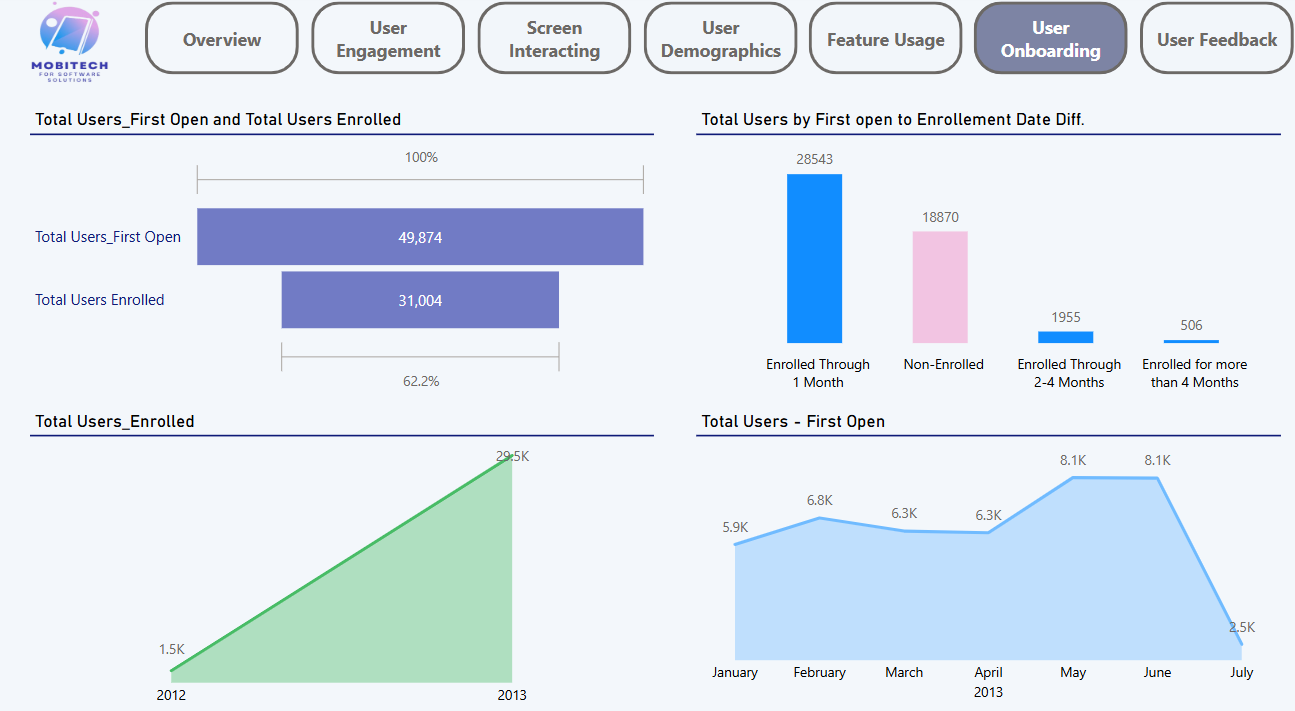 MOBITECH
FOR SOFTWARE
SOLUTIONS
Overview
User
Engagement
Screen
Interacting
User
Demographics
Feature Usage
User
Onboarding
User Feedback
Total Users_First Open and Total Users Enrolled
100%
Total Users_First Open
49,874
Total Users Enrolled
31,004
62.2%
Total Users by First open to Enrollement Date Diff.
28543
18870
1955
506
Enrolled Through
1 Month
Non-Enrolled
Enrolled Through
2-4 Months
Enrolled for more
than 4 Months
Total Users_Enrolled
29.5K
1.5K
2012
2013
Total Users - First Open
5.9K
6.8K
6.3K
6.3K
8.1K
8.1K
2.5K
January
February
March
April
May
June
July
2013